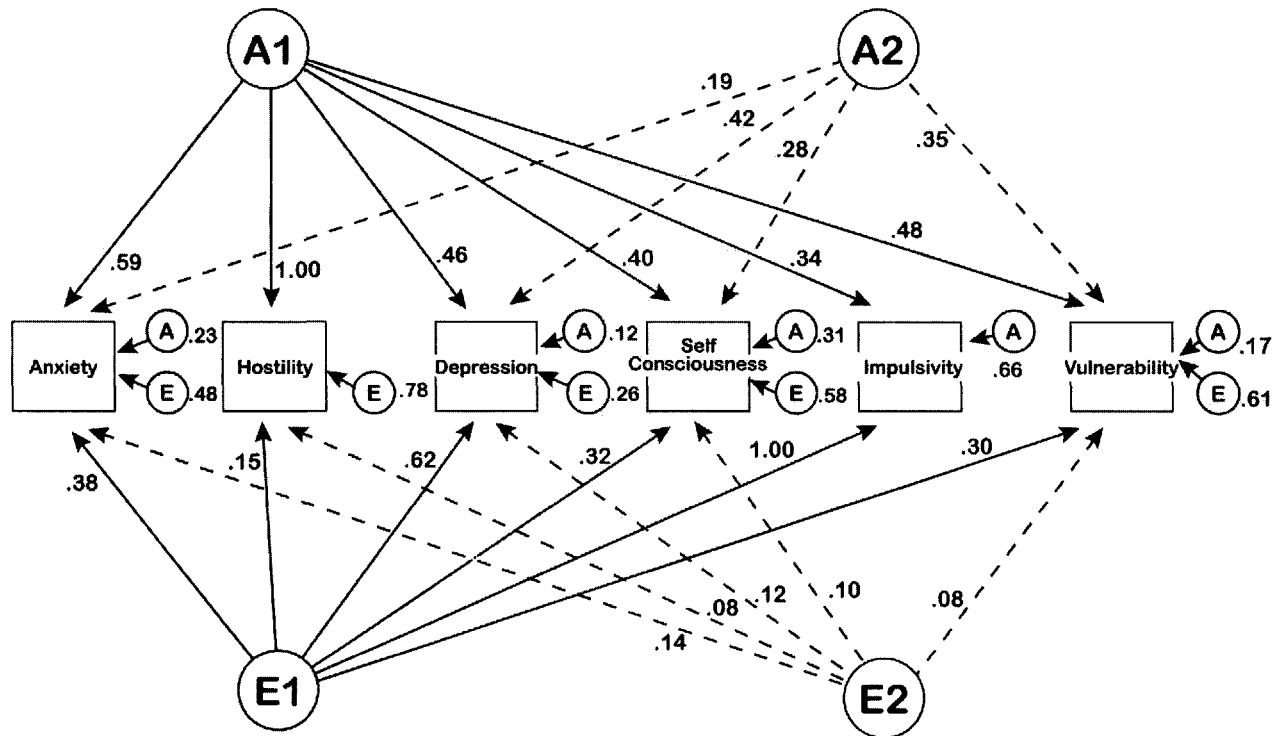 A1
A2
.19
.42
.28
.35
.59
1.00
.46
.40
.34
.48
Anxiety
A
.23
E
.48
Hostility
E
.78
Depression
A
.12
E
.26
Self
Consciousness
A
.31
E
.58
Impulsivity
A
.66
Vulnerability
A
.17
E
.61
.38
.15
.62
.32
1.00
.30
.14
.08
.12
.10
.08
E1
E2